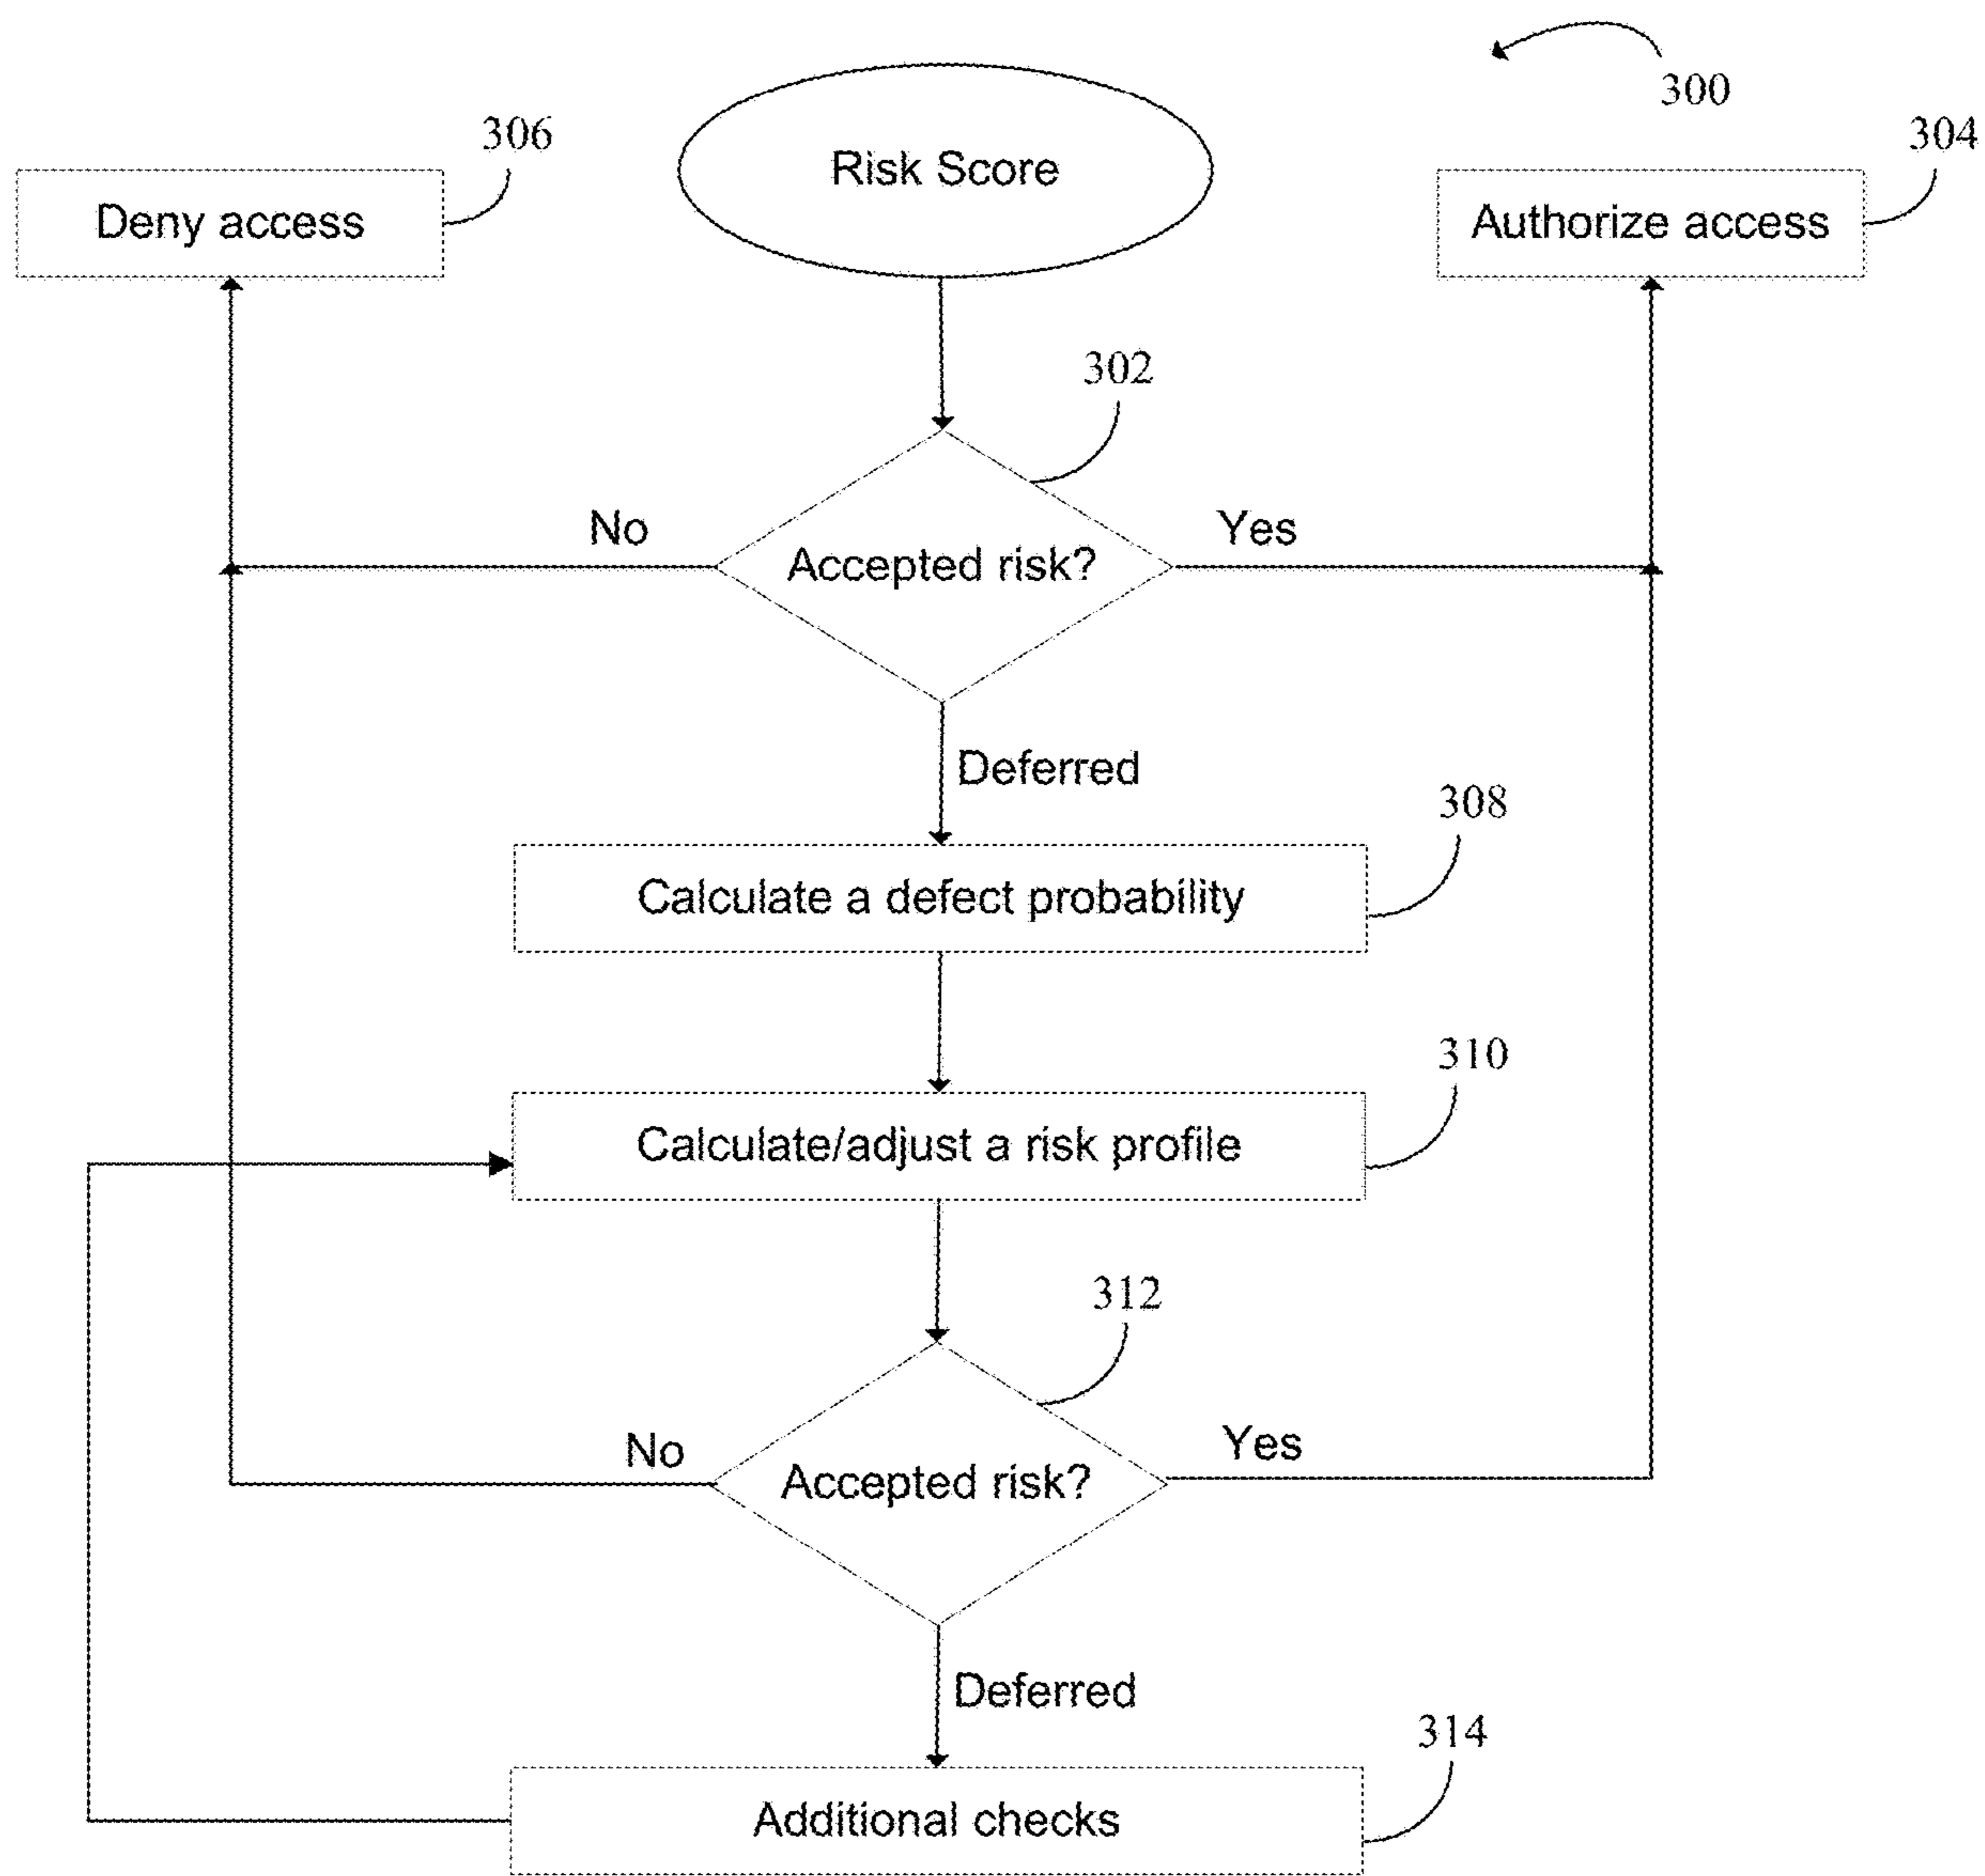 300
306
Risk Score
304
Deny access
Authorize access
302
No
Yes
Accepted risk?
Deferred
308
Calculate a defect probability
310
Calculate/adjust a risk profile
312
No
Yes
Accepted risk?
Deferred
314
Additional checks